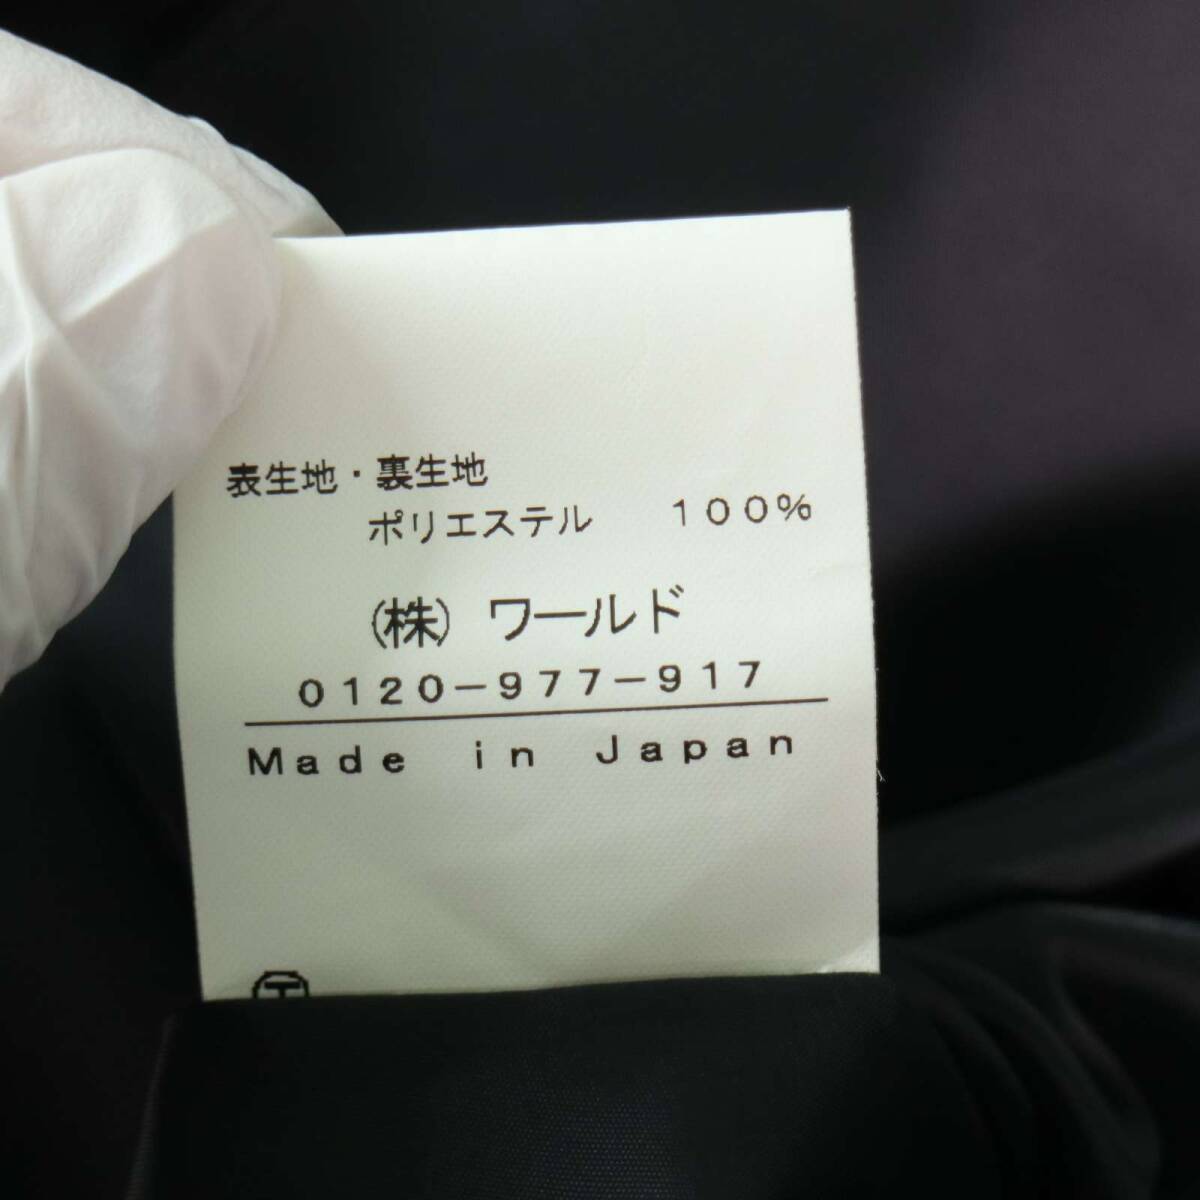 表生地・裏生地
ポリエステル 100%
(株) ワールド
0120-977-917
Made in Japan